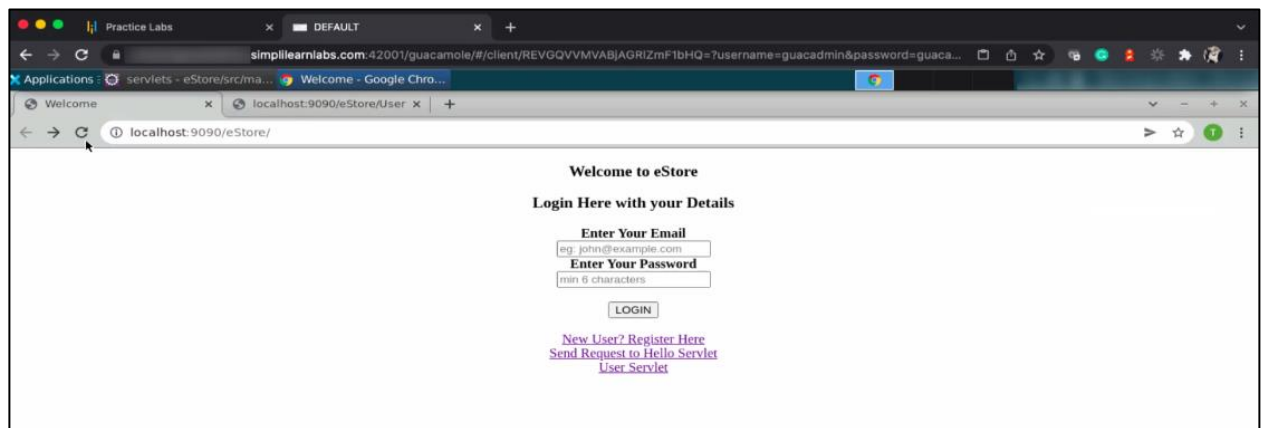 Practice Labs
DEFAULT
simplilearnlabs.com:42001/guacamole/#/client/REVGQVVMVABjAGRlZmF1bHQ=?username=guacadmin&password=guaca...
Applications
servlets - eStore/src/ma...
Welcome - Google Chro...
Welcome
localhost:9090/eStore/User
localhost:9090/eStore/
T
Welcome to eStore
Login Here with your Details
Enter Your Email
eg: john@example.com
Enter Your Password
min 6 characters
LOGIN
New User? Register Here
Send Request to Hello Servlet
User Servlet